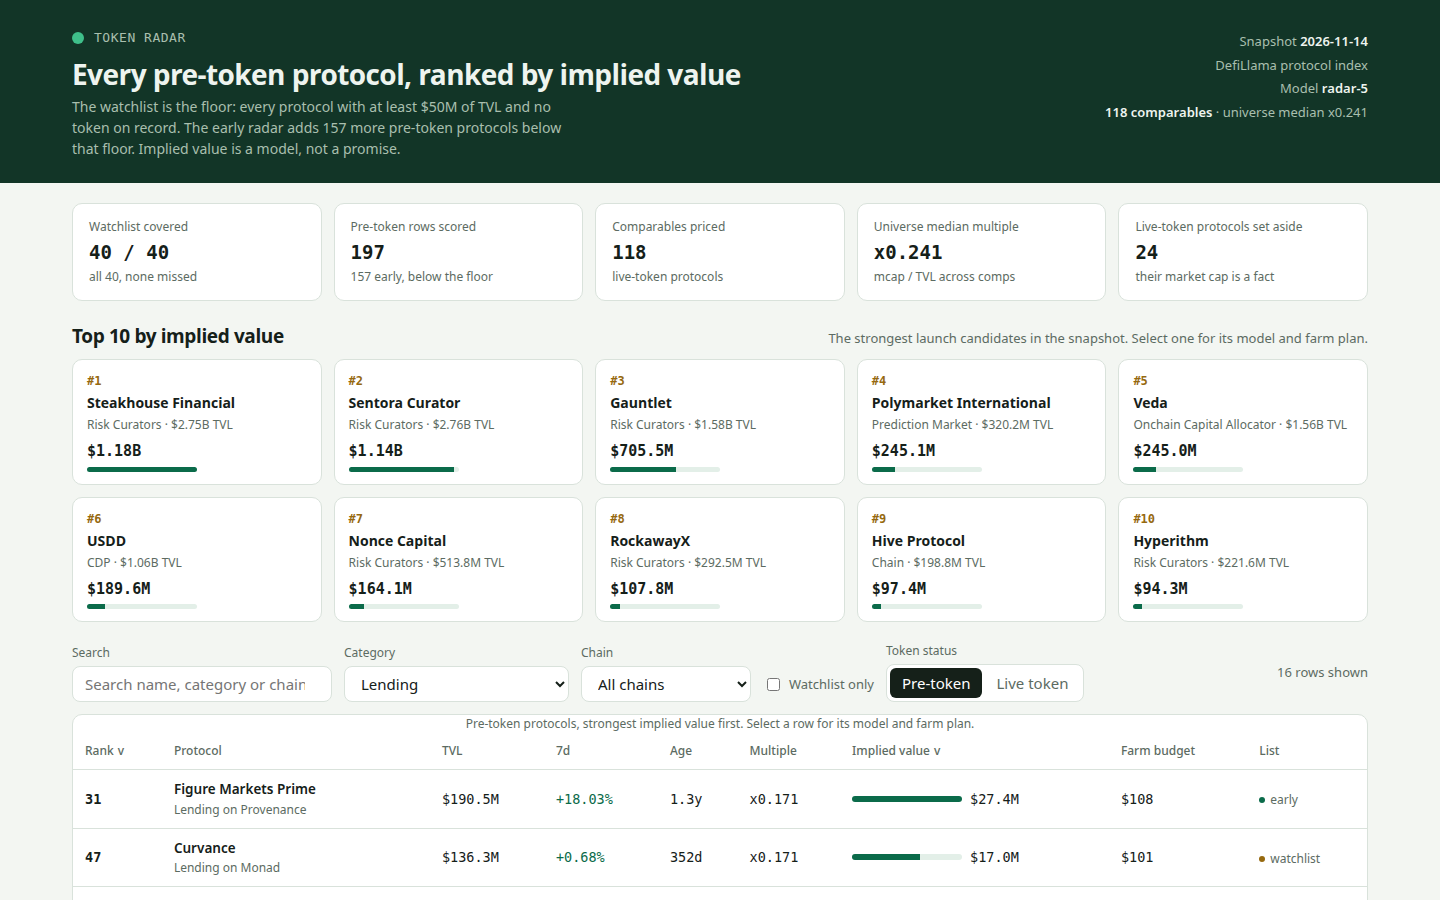 TOKEN RADAR
Every pre-token protocol, ranked by implied value
The watchlist is the floor: every protocol with at least $50M of TVL and no
token on record. The early radar adds 157 more pre-token protocols below
that floor. Implied value is a model, not a promise.
Snapshot 2026-11-14
DefiLlama protocol index
Model radar-5
118 comparables · universe median x0.241
Watchlist covered
40 / 40
all 40, none missed
Pre-token rows scored
197
157 early, below the floor
Comparables priced
118
live-token protocols
Universe median multiple
x0.241
mcap / TVL across comps
Live-token protocols set aside
24
their market cap is a fact
Top 10 by implied value
The strongest launch candidates in the snapshot. Select one for its model and farm plan.
#1
Steakhouse Financial
Risk Curators · $2.75B TVL
$1.18B
#2
Sentora Curator
Risk Curators · $2.76B TVL
$1.14B
#3
Gauntlet
Risk Curators · $1.58B TVL
$705.5M
#4
Polymarket International
Prediction Market · $320.2M TVL
$245.1M
#5
Veda
Onchain Capital Allocator · $1.56B TVL
$245.0M
#6
USDD
CDP · $1.06B TVL
$189.6M
#7
Nonce Capital
Risk Curators · $513.8M TVL
$164.1M
#8
RockawayX
Risk Curators · $292.5M TVL
$107.8M
#9
Hive Protocol
Chain · $198.8M TVL
$97.4M
#10
Hyperithm
Risk Curators · $221.6M TVL
$94.3M
Search
Search name, category or chain
Category
Lending
Chain
All chains
Watchlist only
Token status
Pre-token Live token
16 rows shown
Pre-token protocols, strongest implied value first. Select a row for its model and farm plan.
Rank v Protocol TVL 7d Age Multiple Implied value v Farm budget List
31 Figure Markets Prime $190.5M +18.03% 1.3y x0.171 $27.4M $108 early
Lending on Provenance
47 Curvance $136.3M +0.68% 352d x0.171 $17.0M $101 watchlist
Lending on Monad